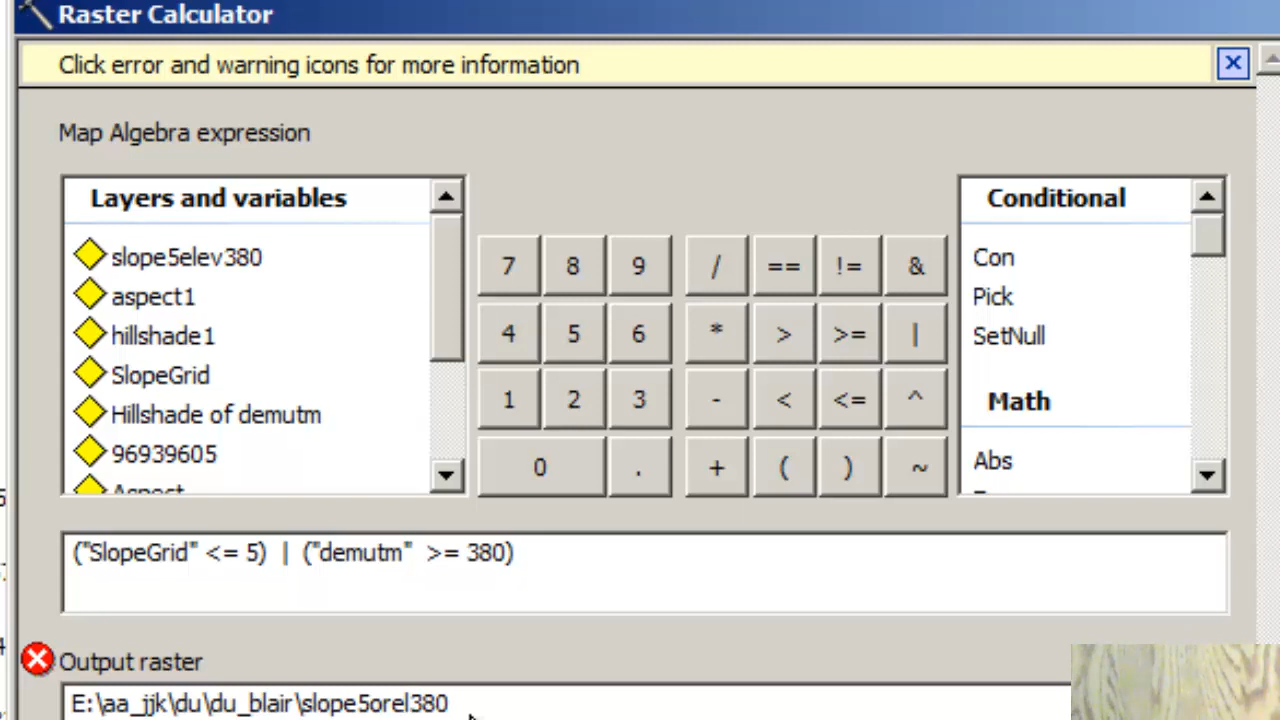 Raster Calculator
Click error and warning icons for more information
Map Algebra expression
Layers and variables
slope5elev380
aspect1
hillshade1
SlopeGrid
Hillshade of demutm
96939605
Aspect
7 8 9 / == != &
4 5 6 * > >= |
1 2 3 - < <= ^
0 . + ( ) ~
Conditional
Con
Pick
SetNull
Math
Abs
("SlopeGrid" <= 5) | ("demutm" >= 380)
Output raster
E:\aa_jjk\du\du_blair\slope5orel380